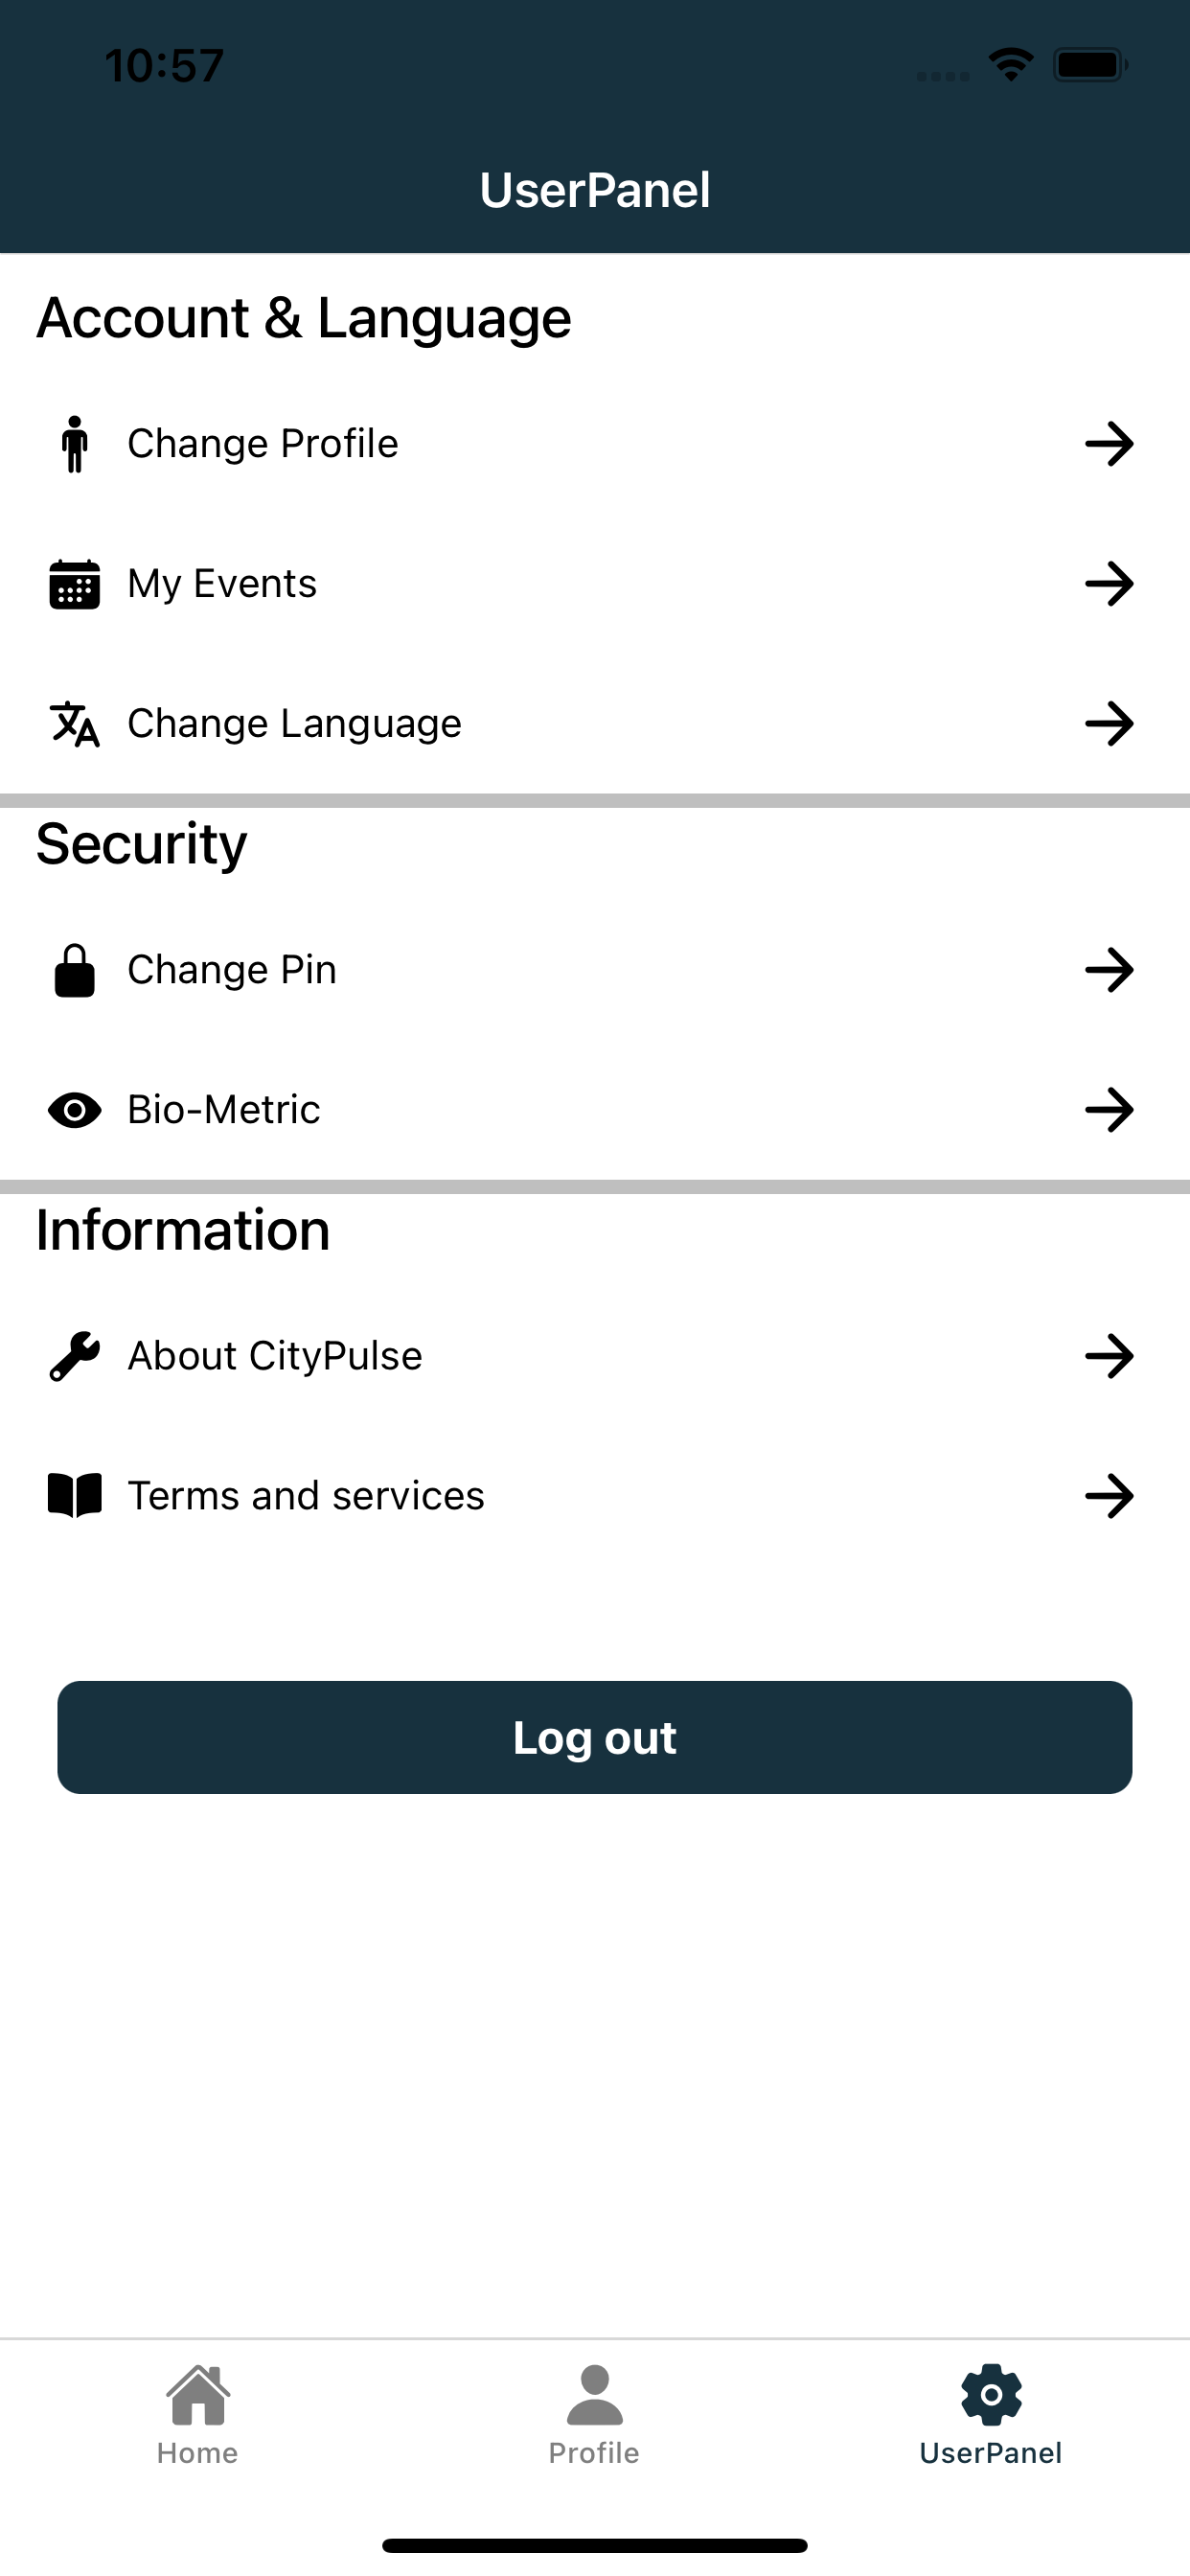 10:57
UserPanel
Account & Language
Change Profile
My Events
Change Language
Security
Change Pin
Bio-Metric
Information
About CityPulse
Terms and services
Log out
Home
Profile
UserPanel